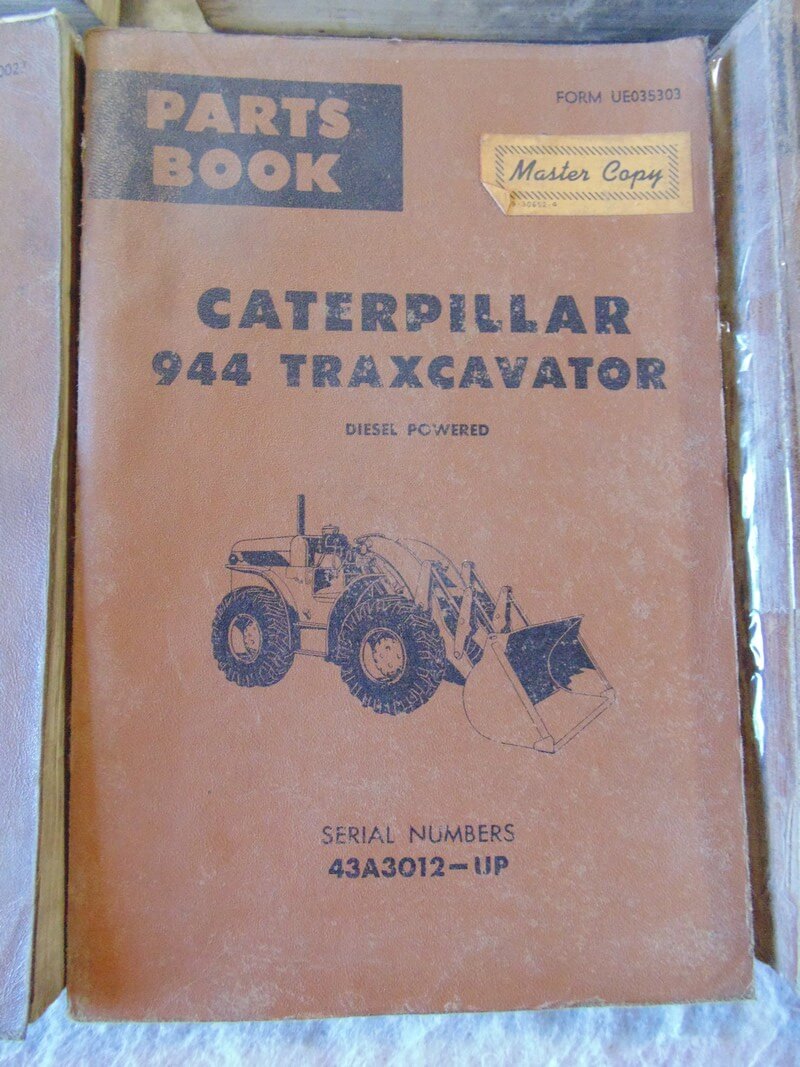 PARTS
BOOK
FORM UE035303
Master Copy
CATERPILLAR
944 TRAXCAVATOR
DIESEL POWERED
SERIAL NUMBERS
43A3012-UP